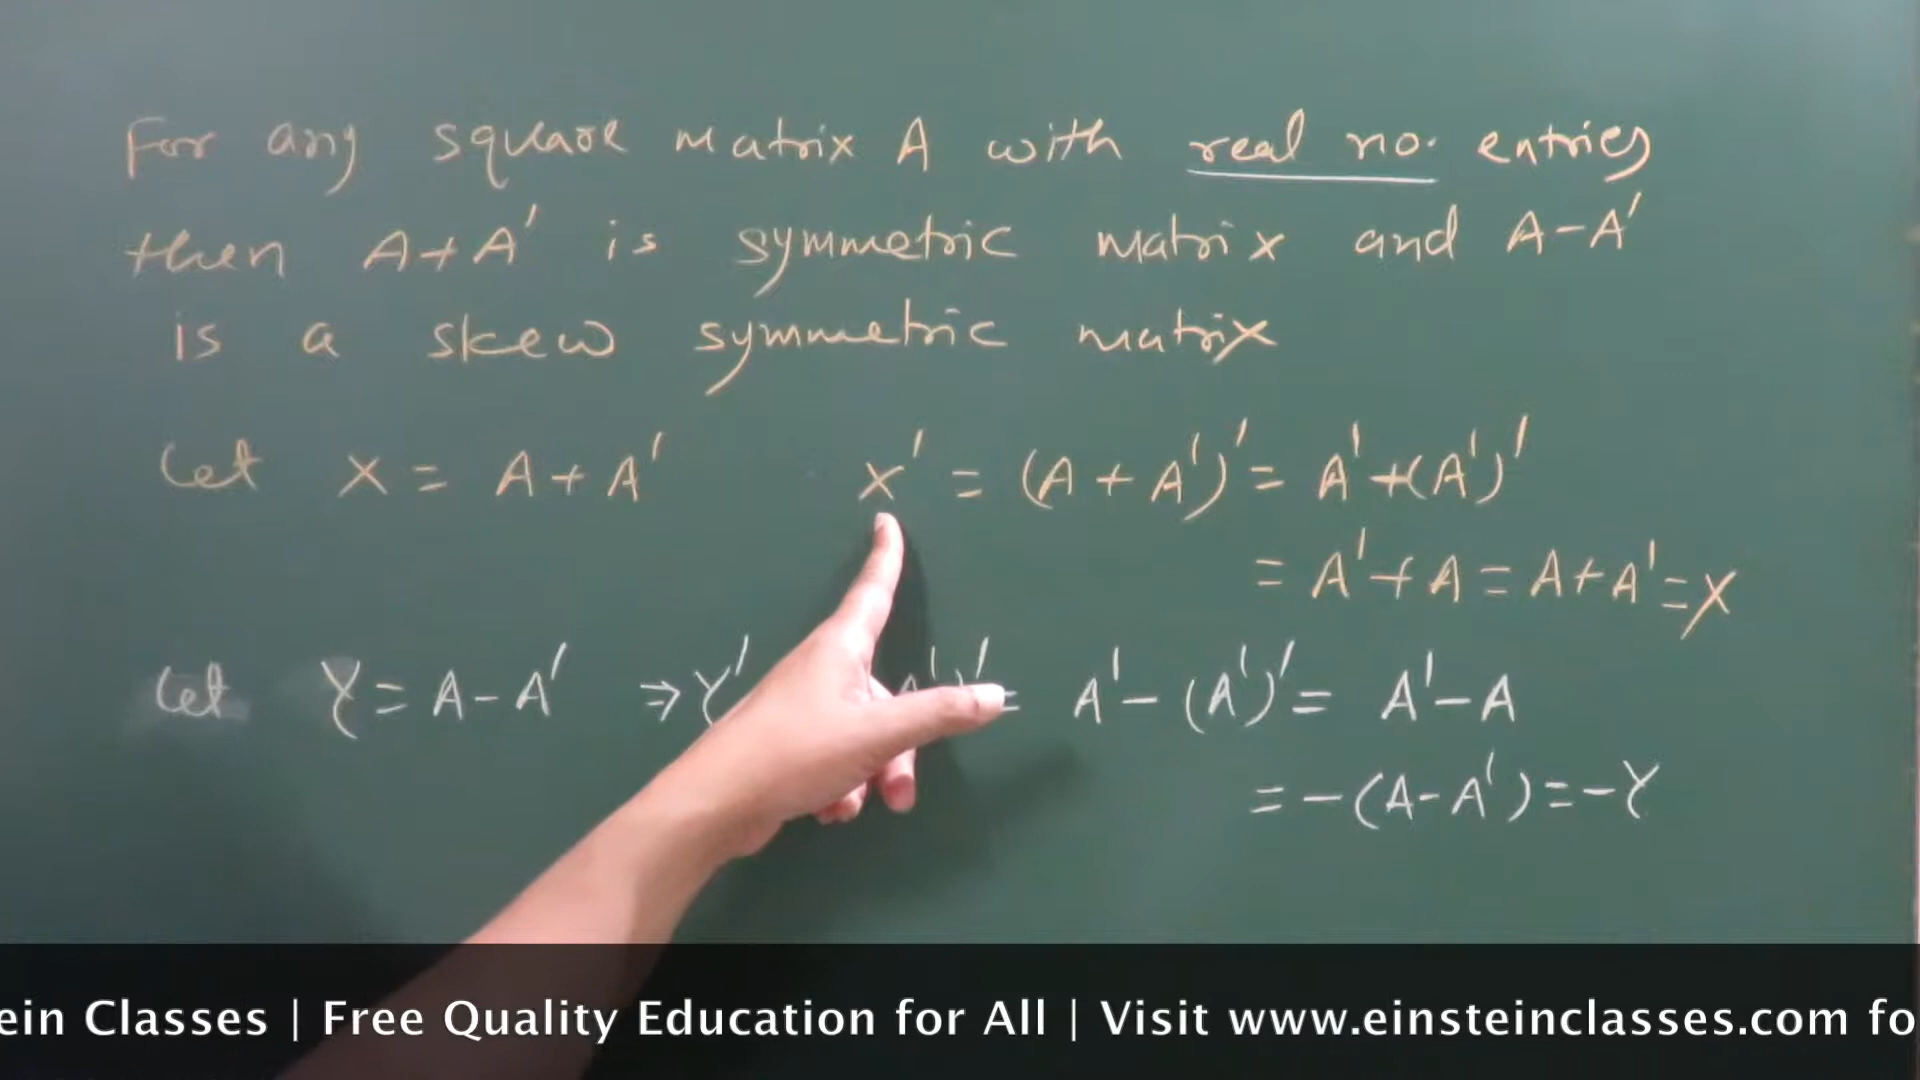 For any square matrix A with real no. entries
then A+A' is symmetric matrix and A-A'
is a skew symmetric matrix
Let X = A+A' X' = (A+A')' = A'+(A')'
= A'+A = A+A' = X
Let Y = A-A' ⇒ Y' A')' = A'-(A')' = A'-A
= -(A-A') = -Y
ein Classes | Free Quality Education for All | Visit www.einsteinclasses.com fo